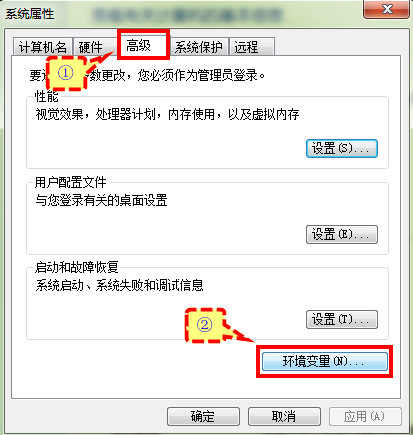 系统属性
计算机名 硬件 高级 系统保护 远程
①
数更改，您必须作为管理员登录。
性能
视觉效果，处理器计划，内存使用，以及虚拟内存
设置(S)...
用户配置文件
与您登录有关的桌面设置
设置(E)...
启动和故障恢复
系统启动、系统失败和调试信息
设置(T)...
②
环境变量(N)...
确定 取消 应用(A)